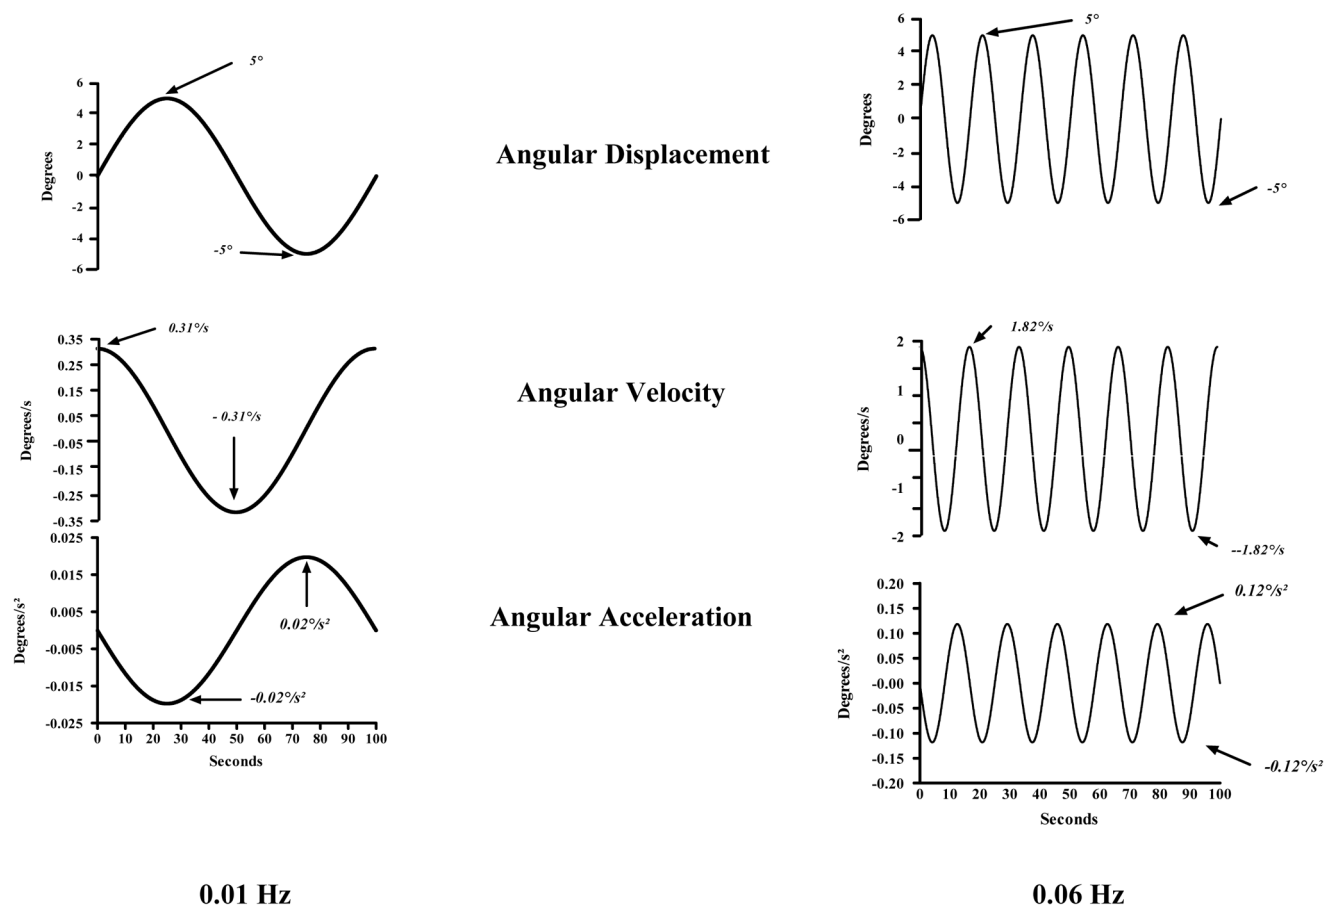 5°
6
4
2
0
-2
-4
-6
Degrees
-5°
Angular Displacement
5°
6
4
2
0
-2
-4
-6
Degrees
-5°
0.31°/s
0.35
0.25
0.15
0.05
-0.05
-0.15
-0.25
-0.35
Degrees/s
- 0.31°/s
Angular Velocity
1.82°/s
2
1
0
-1
-2
Degrees/s
--1.82°/s
0.025
0.015
0.005
-0.005
-0.015
-0.025
Degrees/s²
0.02°/s²
-0.02°/s²
0 10 20 30 40 50 60 70 80 90 100
Seconds
Angular Acceleration
0.12°/s²
0.20
0.15
0.10
0.05
-0.00
-0.05
-0.10
-0.15
-0.20
Degrees/s²
-0.12°/s²
0 10 20 30 40 50 60 70 80 90 100
Seconds
0.01 Hz
0.06 Hz